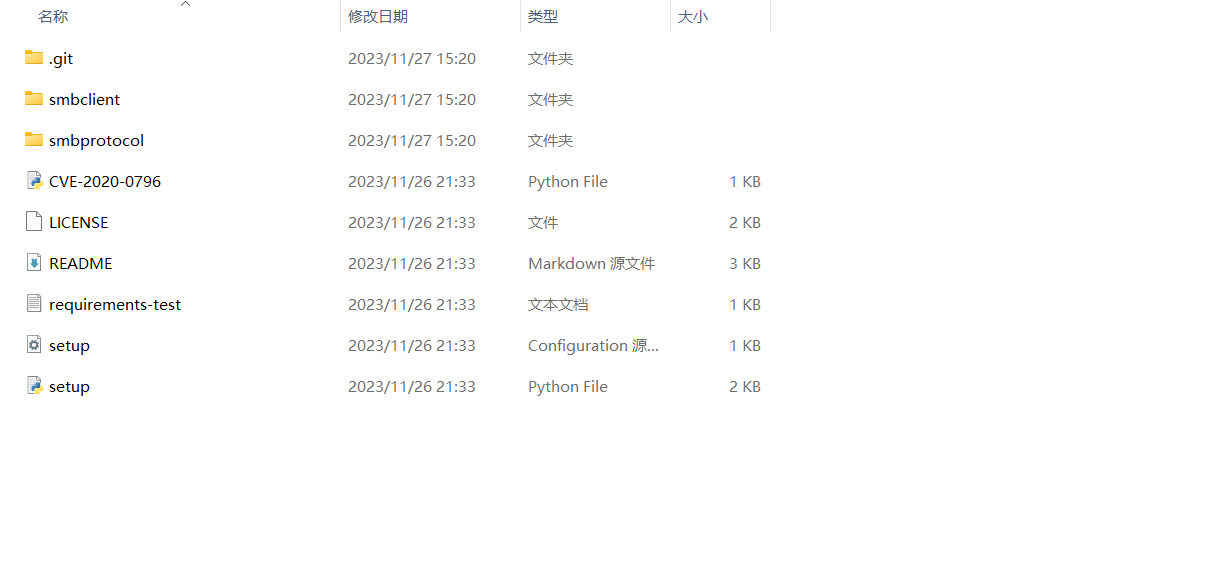 名称 修改日期 类型 大小
.git 2023/11/27 15:20 文件夹
smbclient 2023/11/27 15:20 文件夹
smbprotocol 2023/11/27 15:20 文件夹
CVE-2020-0796 2023/11/26 21:33 Python File 1 KB
LICENSE 2023/11/26 21:33 文件 2 KB
README 2023/11/26 21:33 Markdown 源文件 3 KB
requirements-test 2023/11/26 21:33 文本文档 1 KB
setup 2023/11/26 21:33 Configuration 源... 1 KB
setup 2023/11/26 21:33 Python File 2 KB